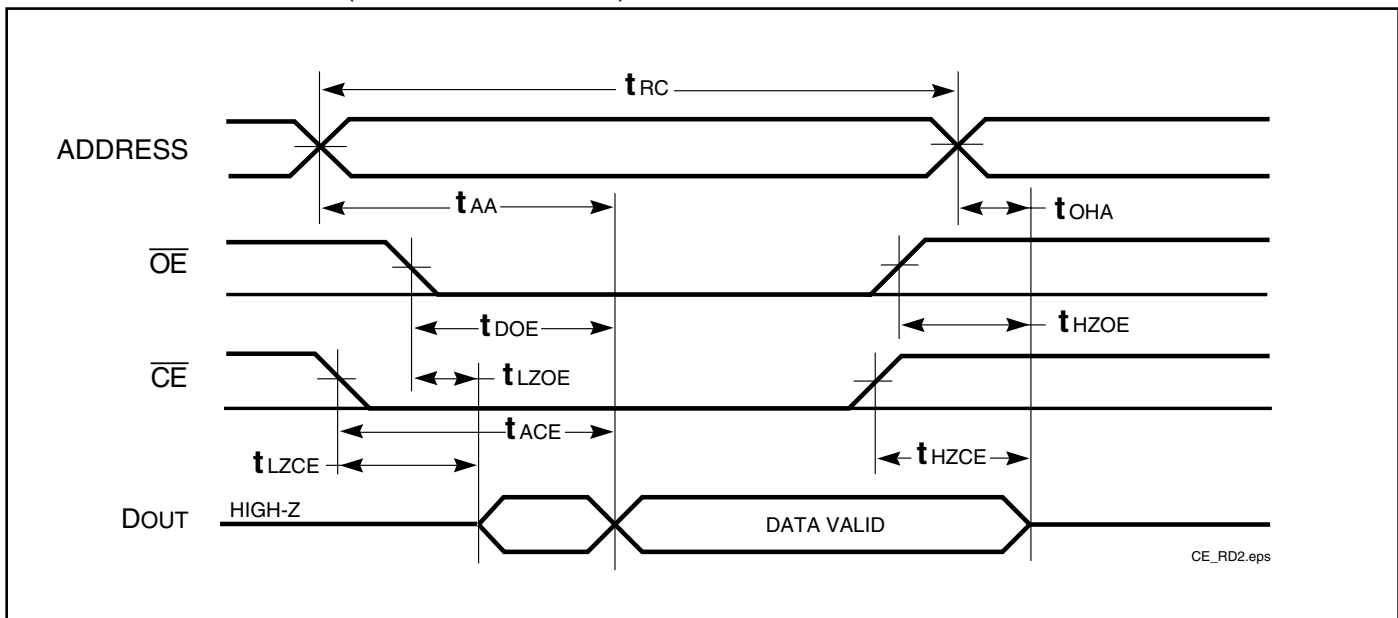 tRC
ADDRESS
tAA
tOHA
OE
tDOE
tHZOE
CE
tLZOE
tACE
tLZCE
tHZCE
DOUT
HIGH-Z
DATA VALID
CE_RD2.eps